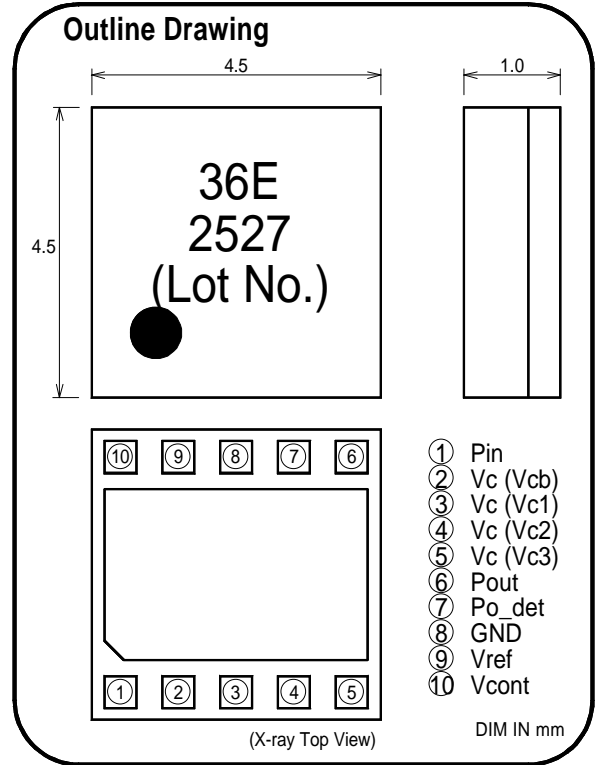 Outline Drawing
4.5
1.0
4.5
36E
2527
(Lot No.)
⑩ ⑨ ⑧ ⑦ ⑥
① ② ③ ④ ⑤
(X-ray Top View)
① Pin
② Vc (Vcb)
③ Vc (Vc1)
④ Vc (Vc2)
⑤ Vc (Vc3)
⑥ Pout
⑦ Po_det
⑧ GND
⑨ Vref
⑩ Vcont
DIM IN mm